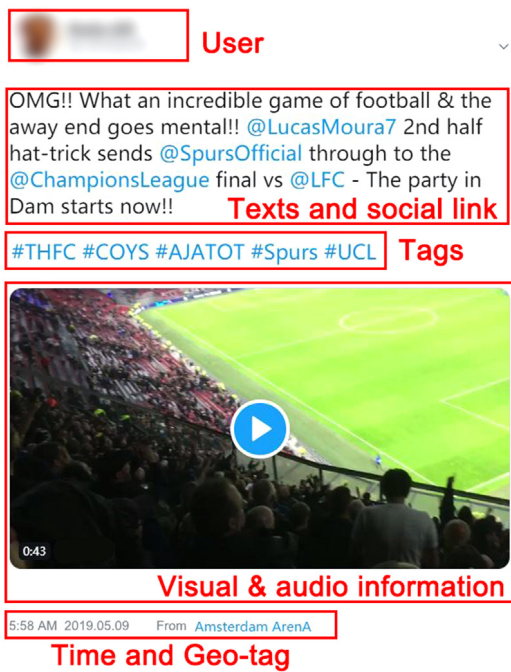 User
OMG!! What an incredible game of football & the
away end goes mental!! @LucasMoura7 2nd half
hat-trick sends @SpursOfficial through to the
@ChampionsLeague final vs @LFC - The party in
Dam starts now!!
Texts and social link
#THFC #COYS #AJATOT #Spurs #UCL
Tags
0:43
Visual & audio information
5:58 AM 2019.05.09 From Amsterdam ArenA
Time and Geo-tag